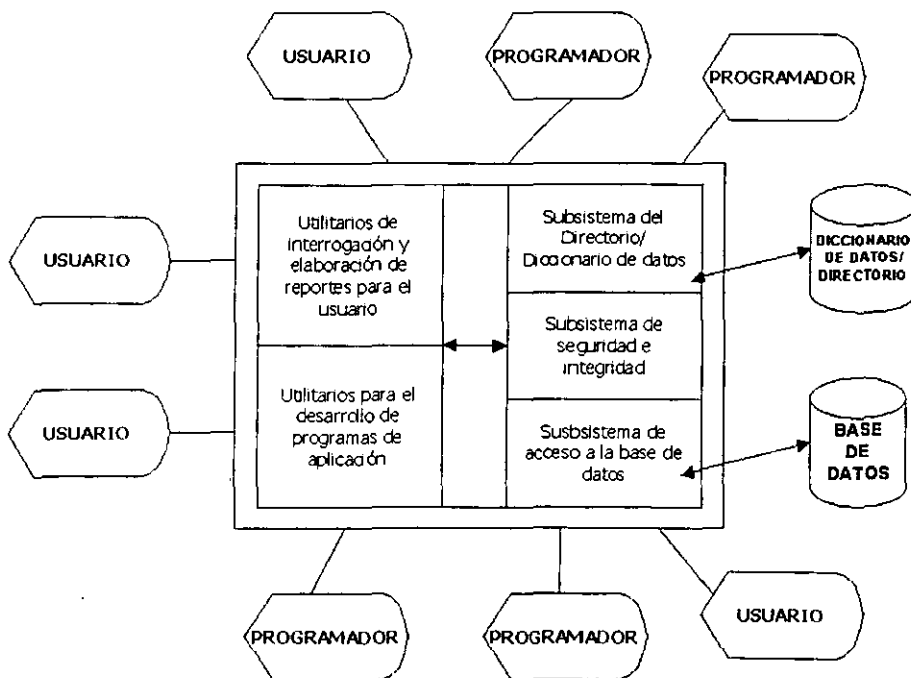 USUARIO
PROGRAMADOR
PROGRAMADOR
USUARIO
USUARIO
Utilitarios de
interrogación y
elaboración de
reportes para el
usuario
Utilitarios para el
desarrollo de
programas de
aplicación
Subsistema del
Directorio/
Diccionario de datos
Subsistema de
seguridad e
integridad
Susbsistema de
acceso a la base de
datos
DICCIONARIO
DE DATOS/
DIRECTORIO
BASE
DE
DATOS
PROGRAMADOR
PROGRAMADOR
USUARIO